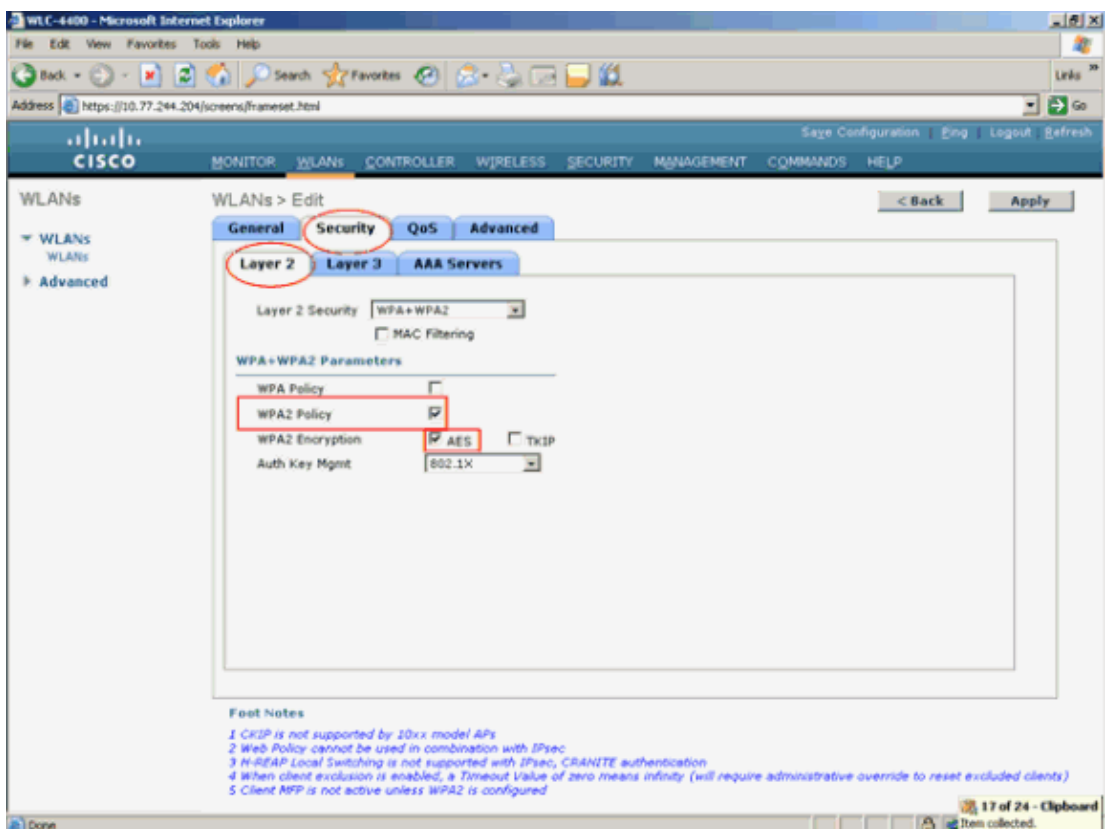 WLC-4400 - Microsoft Internet Explorer
File Edit View Favorites Tools Help
Back Search Favorites Links »
Address https://10.77.244.204/screens/frameset.html Go
Save Configuration | Ping | Logout | Refresh
CISCO MONITOR WLANs CONTROLLER WIRELESS SECURITY MANAGEMENT COMMANDS HELP
WLANs
WLANs > Edit
< Back Apply
General Security QoS Advanced
WLANs
WLANs
Advanced
Layer 2 Layer 3 AAA Servers
Layer 2 Security WPA+WPA2
MAC Filtering
WPA+WPA2 Parameters
WPA Policy
WPA2 Policy
WPA2 Encryption AES TKIP
Auth Key Mgmt 802.1X
Foot Notes
1 CKIP is not supported by 10xx model APs
2 Web Policy cannot be used in combination with IPsec
3 H-REAP Local Switching is not supported with IPsec, CRANITE authentication
4 When client exclusion is enabled, a Timeout Value of zero means infinity (will require administrative override to reset excluded clients)
5 Client MFP is not active unless WPA2 is configured
17 of 24 - Clipboard
Item collected.
Done